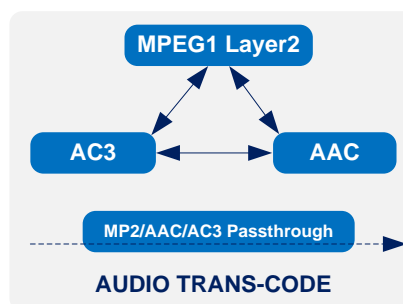 MPEG1 Layer2
AC3 AAC
MP2/AAC/AC3 Passthrough
AUDIO TRANS-CODE